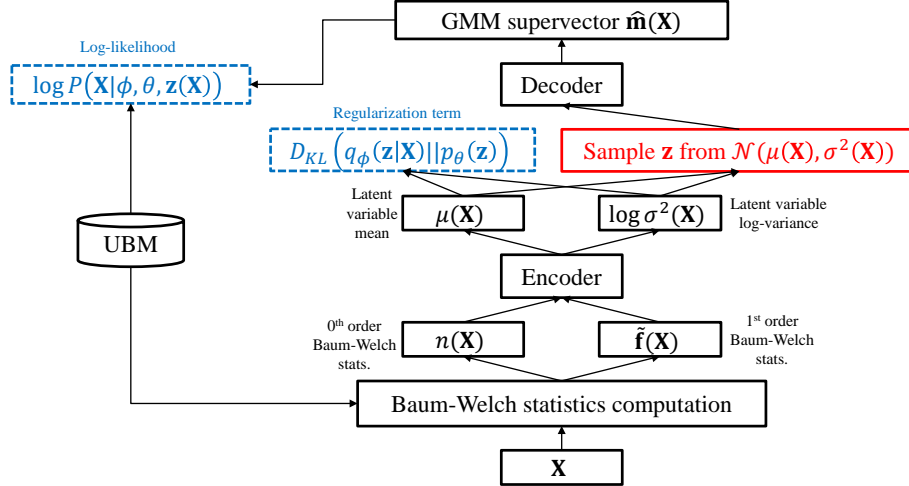 GMM supervector m̂(𝐗)
Log-likelihood
log P(𝐗|ϕ, θ, 𝐳(𝐗))
Decoder
Regularization term
D_KL (q_ϕ(𝐳|𝐗)||p_θ(𝐳))
Sample 𝐳 from 𝒩(μ(𝐗), σ²(𝐗))
Latent
variable
mean
μ(𝐗)
log σ²(𝐗)
Latent variable
log-variance
UBM
Encoder
0th order
Baum-Welch
stats.
n(𝐗)
f̃(𝐗)
1st order
Baum-Welch
stats.
Baum-Welch statistics computation
𝐗